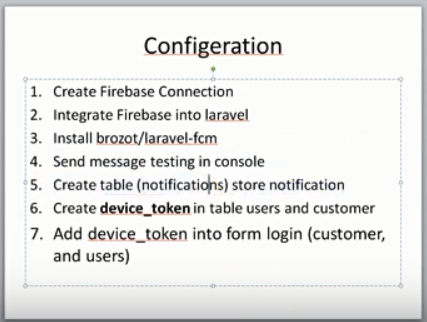 Configeration
1. Create Firebase Connection
2. Integrate Firebase into laravel
3. Install brozot/laravel-fcm
4. Send message testing in console
5. Create table (notifications) store notification
6. Create device_token in table users and customer
7. Add device_token into form login (customer,
and users)